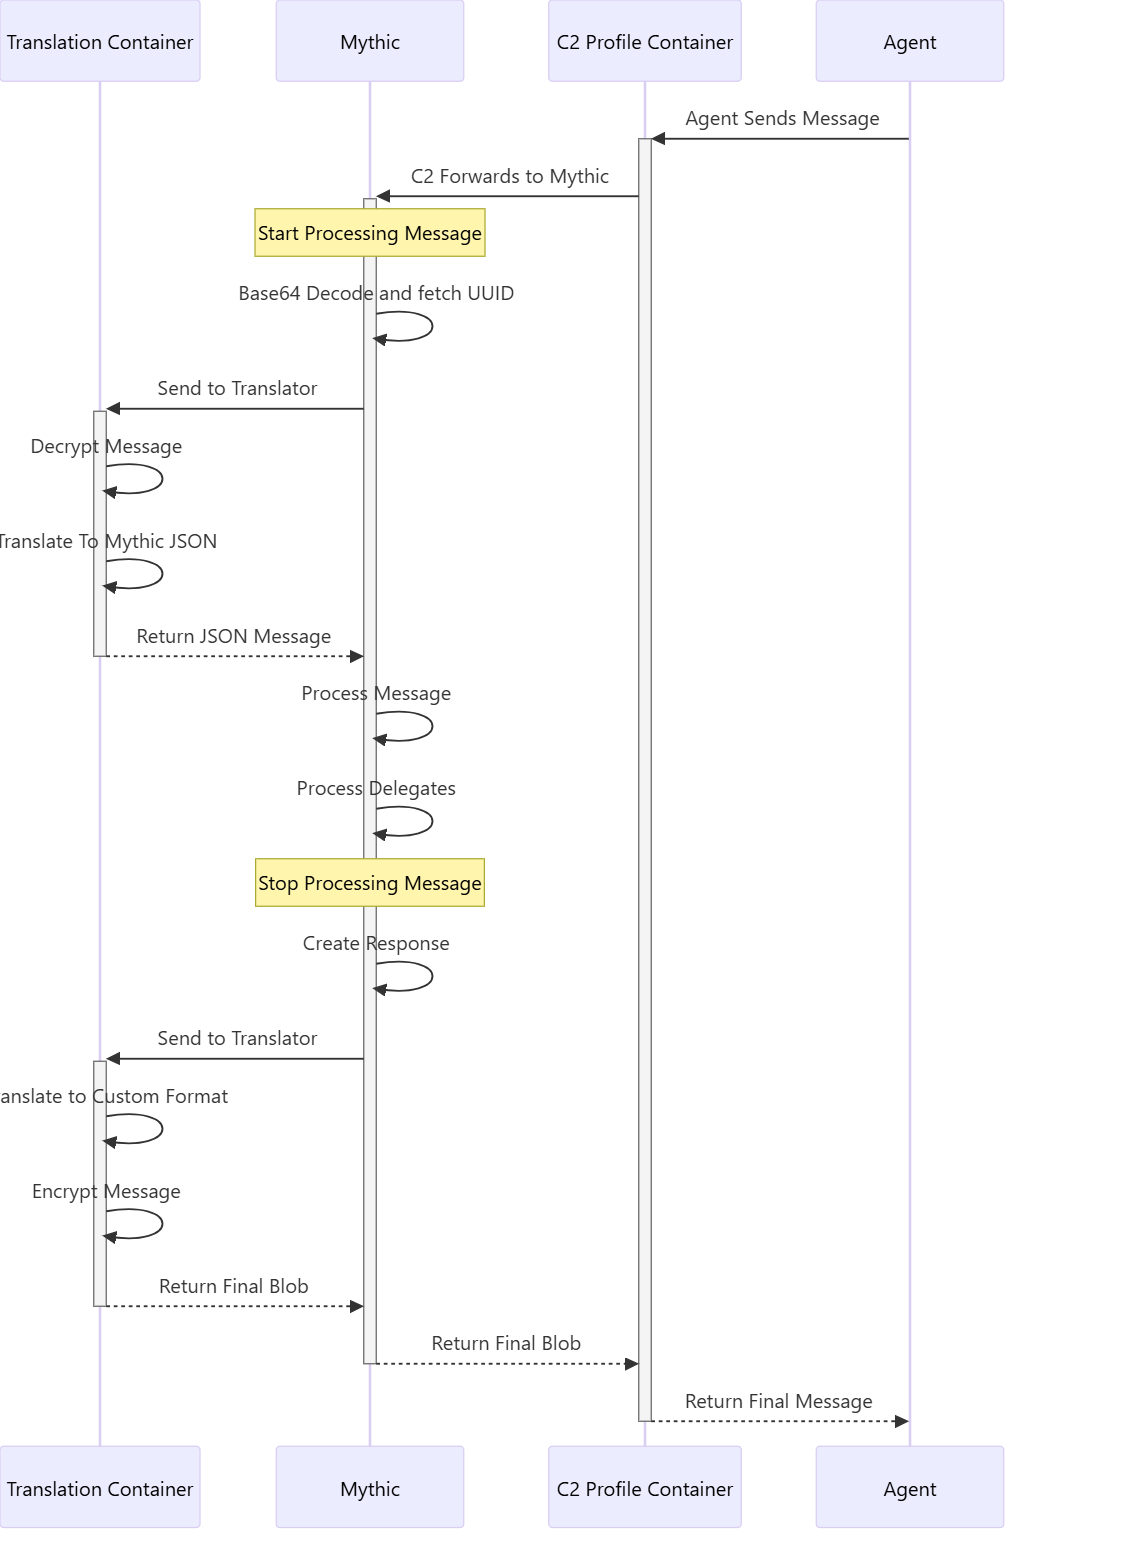 Translation Container
Mythic
C2 Profile Container
Agent
Agent Sends Message
C2 Forwards to Mythic
Start Processing Message
Base64 Decode and fetch UUID
Send to Translator
Decrypt Message
Translate To Mythic JSON
Return JSON Message
Process Message
Process Delegates
Stop Processing Message
Create Response
Send to Translator
anslate to Custom Format
Encrypt Message
Return Final Blob
Return Final Blob
Return Final Message
Translation Container
Mythic
C2 Profile Container
Agent